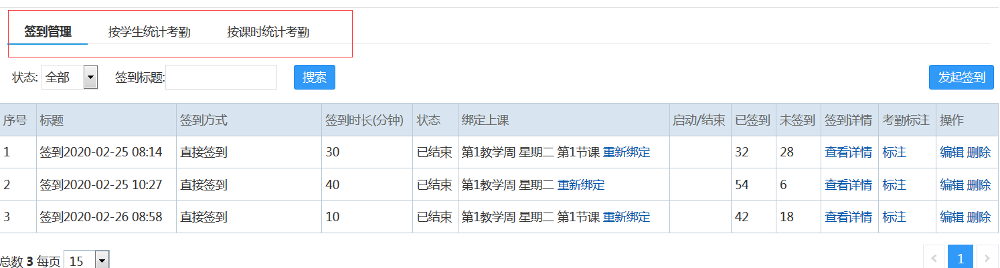 签到管理 按学生统计考勤 按课时统计考勤
状态: 全部 签到标题: 搜索 发起签到
序号 标题 签到方式 签到时长(分钟) 状态 绑定上课 启动/结束 已签到 未签到 签到详情 考勤标注 操作
1 签到2020-02-25 08:14 直接签到 30 已结束 第1教学周 星期二 第1节课 重新绑定 32 28 查看详情 标注 编辑 删除
2 签到2020-02-25 10:27 直接签到 40 已结束 第1教学周 星期二 重新绑定 54 6 查看详情 标注 编辑 删除
3 签到2020-02-26 08:58 直接签到 10 已结束 第1教学周 星期二 第1节课 重新绑定 42 18 查看详情 标注 编辑 删除
总数 3 每页 15 1